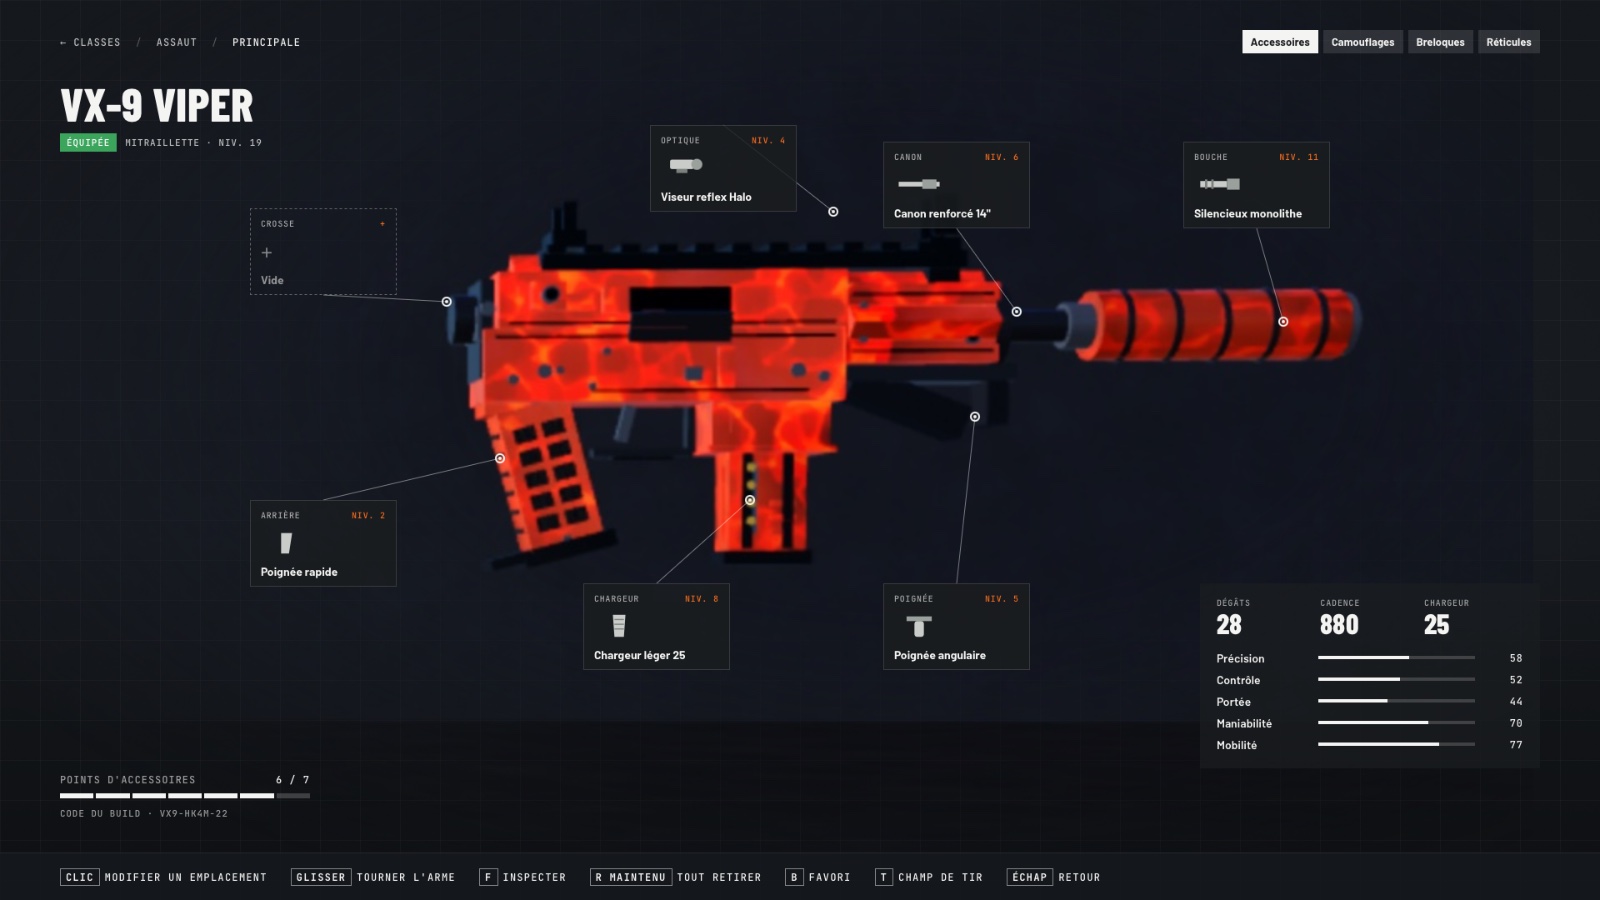 ← CLASSES / ASSAUT / PRINCIPALE
Accessoires Camouflages Breloques Réticules
VX-9 VIPER
ÉQUIPÉE MITRAILLETTE · NIV. 19
OPTIQUE NIV. 4
Viseur reflex Halo
CANON NIV. 6
Canon renforcé 14"
BOUCHE NIV. 11
Silencieux monolithe
CROSSE +
+
Vide
ARRIÈRE NIV. 2
Poignée rapide
CHARGEUR NIV. 8
Chargeur léger 25
POIGNÉE NIV. 5
Poignée angulaire
DÉGÂTS CADENCE CHARGEUR
28 880 25
Précision 58
Contrôle 52
Portée 44
Maniabilité 70
Mobilité 77
POINTS D'ACCESSOIRES 6 / 7
CODE DU BUILD · VX9-HK4M-22
CLIC MODIFIER UN EMPLACEMENT GLISSER TOURNER L'ARME F INSPECTER R MAINTENU TOUT RETIRER B FAVORI T CHAMP DE TIR ÉCHAP RETOUR